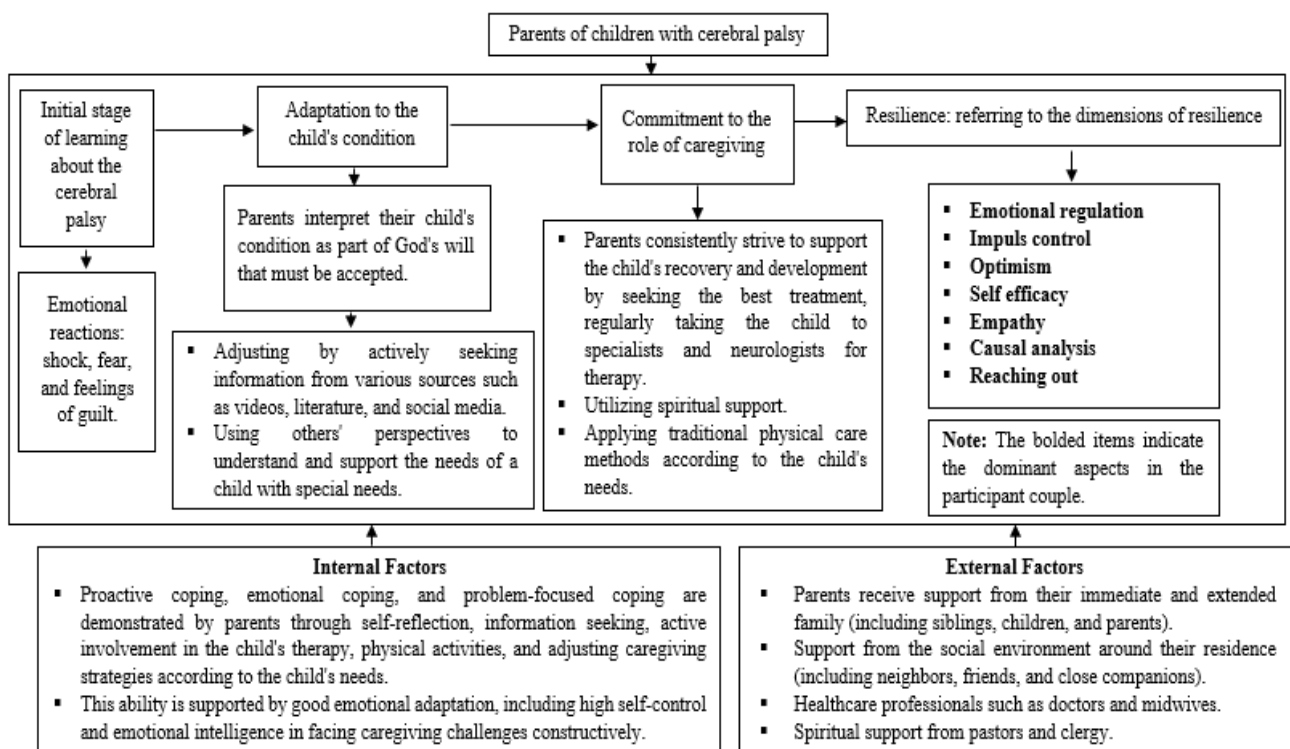 Parents of children with cerebral palsy
Initial stage
of learning
about the
cerebral
palsy
Adaptation to the
child's condition
Commitment to the
role of caregiving
Resilience: referring to the dimensions of resilience
Emotional
reactions:
shock, fear,
and feelings
of guilt.
Parents interpret their child's
condition as part of God's will
that must be accepted.
▪ Adjusting by actively seeking
information from various sources such
as videos, literature, and social media.
▪ Using others' perspectives to
understand and support the needs of a
child with special needs.
▪ Parents consistently strive to support
the child's recovery and development
by seeking the best treatment,
regularly taking the child to
specialists and neurologists for
therapy.
▪ Utilizing spiritual support.
▪ Applying traditional physical care
methods according to the child's
needs.
▪ Emotional regulation
▪ Impuls control
▪ Optimism
▪ Self efficacy
▪ Empathy
▪ Causal analysis
▪ Reaching out
Note: The bolded items indicate
the dominant aspects in the
participant couple.
Internal Factors
▪ Proactive coping, emotional coping, and problem-focused coping are
demonstrated by parents through self-reflection, information seeking, active
involvement in the child's therapy, physical activities, and adjusting caregiving
strategies according to the child's needs.
▪ This ability is supported by good emotional adaptation, including high self-control
and emotional intelligence in facing caregiving challenges constructively.
External Factors
▪ Parents receive support from their immediate and extended
family (including siblings, children, and parents).
▪ Support from the social environment around their residence
(including neighbors, friends, and close companions).
▪ Healthcare professionals such as doctors and midwives.
▪ Spiritual support from pastors and clergy.